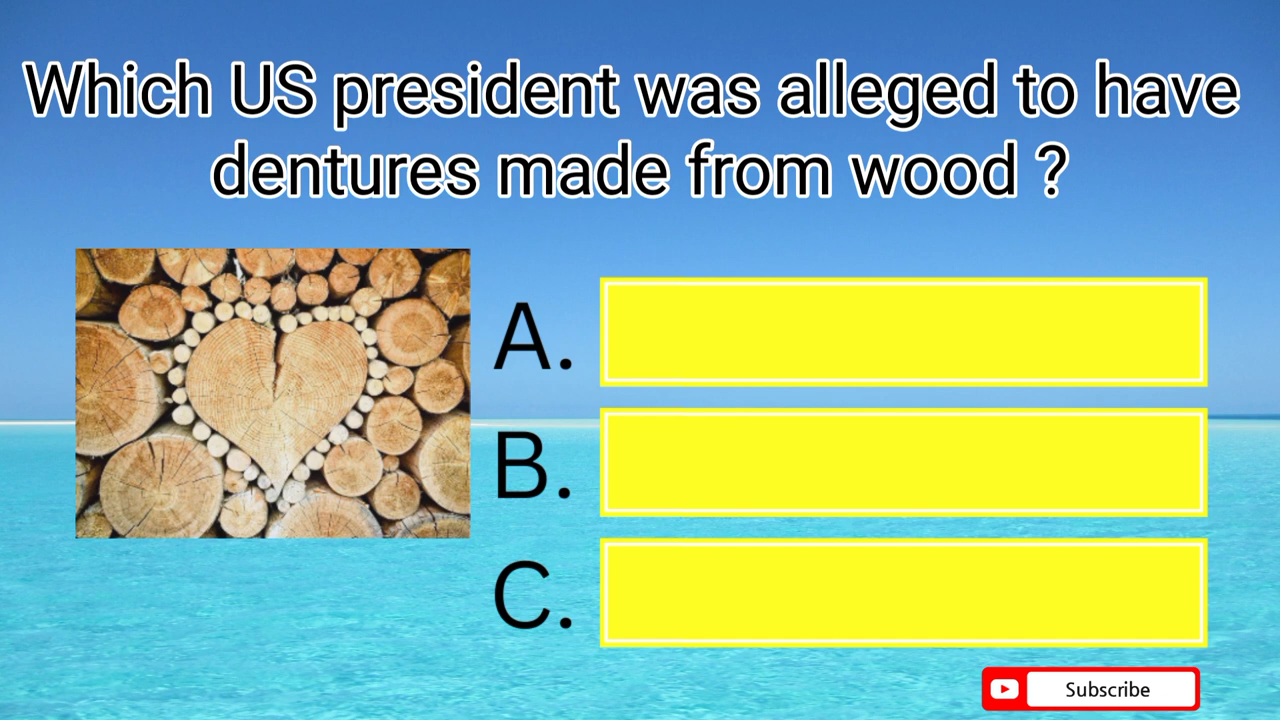 Which US president was alleged to have
dentures made from wood ?
A.
B.
C.
Subscribe